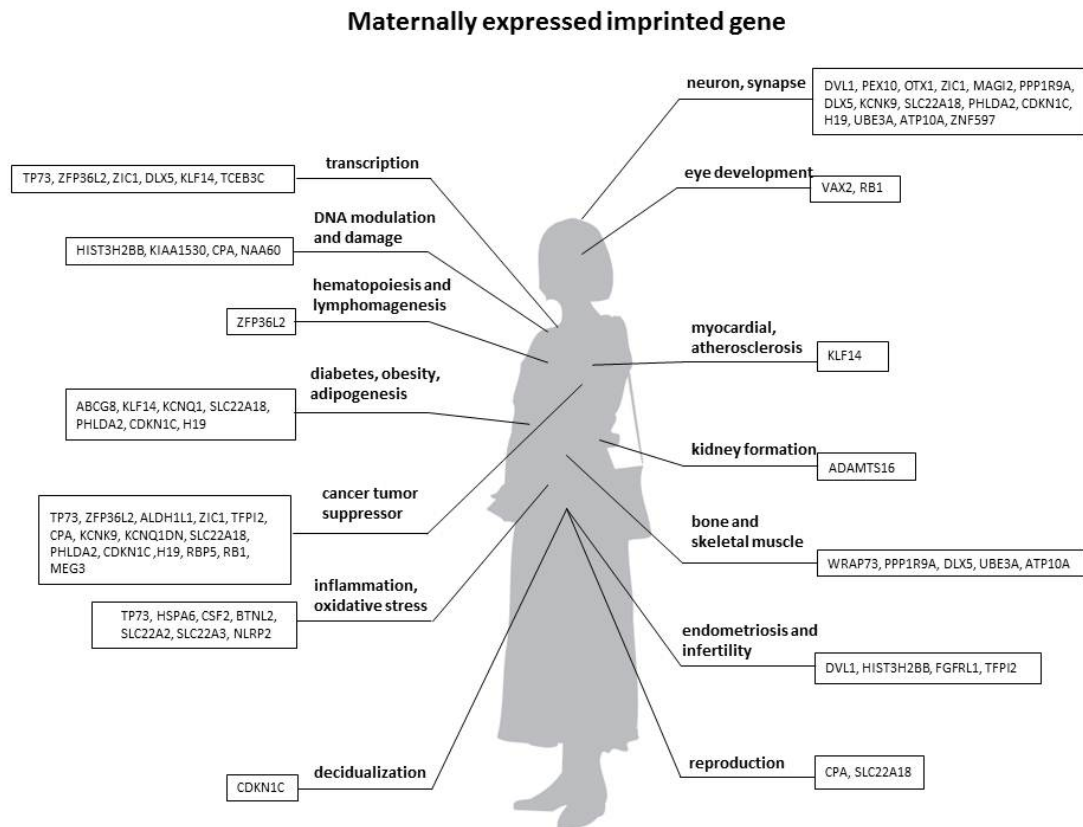 Maternally expressed imprinted gene
neuron, synapse
DVL1, PEX10, OTX1, ZIC1, MAGI2, PPP1R9A,
DLX5, KCNK9, SLC22A18, PHLDA2, CDKN1C,
H19, UBE3A, ATP10A, ZNF597
transcription
TP73, ZFP36L2, ZIC1, DLX5, KLF14, TCEB3C
eye development
VAX2, RB1
DNA modulation
and damage
HIST3H2BB, KIAA1530, CPA, NAA60
hematopoiesis and
lymphomagenesis
ZFP36L2
myocardial,
atherosclerosis
KLF14
diabetes, obesity,
adipogenesis
ABCG8, KLF14, KCNQ1, SLC22A18,
PHLDA2, CDKN1C, H19
kidney formation
ADAMTS16
cancer tumor
suppressor
TP73, ZFP36L2, ALDH1L1, ZIC1, TFPI2,
CPA, KCNK9, KCNQ1DN, SLC22A18,
PHLDA2, CDKN1C ,H19, RBP5, RB1,
MEG3
bone and
skeletal muscle
WRAP73, PPP1R9A, DLX5, UBE3A, ATP10A
inflammation,
oxidative stress
TP73, HSPA6, CSF2, BTNL2,
SLC22A2, SLC22A3, NLRP2
endometriosis and
infertility
DVL1, HIST3H2BB, FGFRL1, TFPI2
decidualization
CDKN1C
reproduction
CPA, SLC22A18